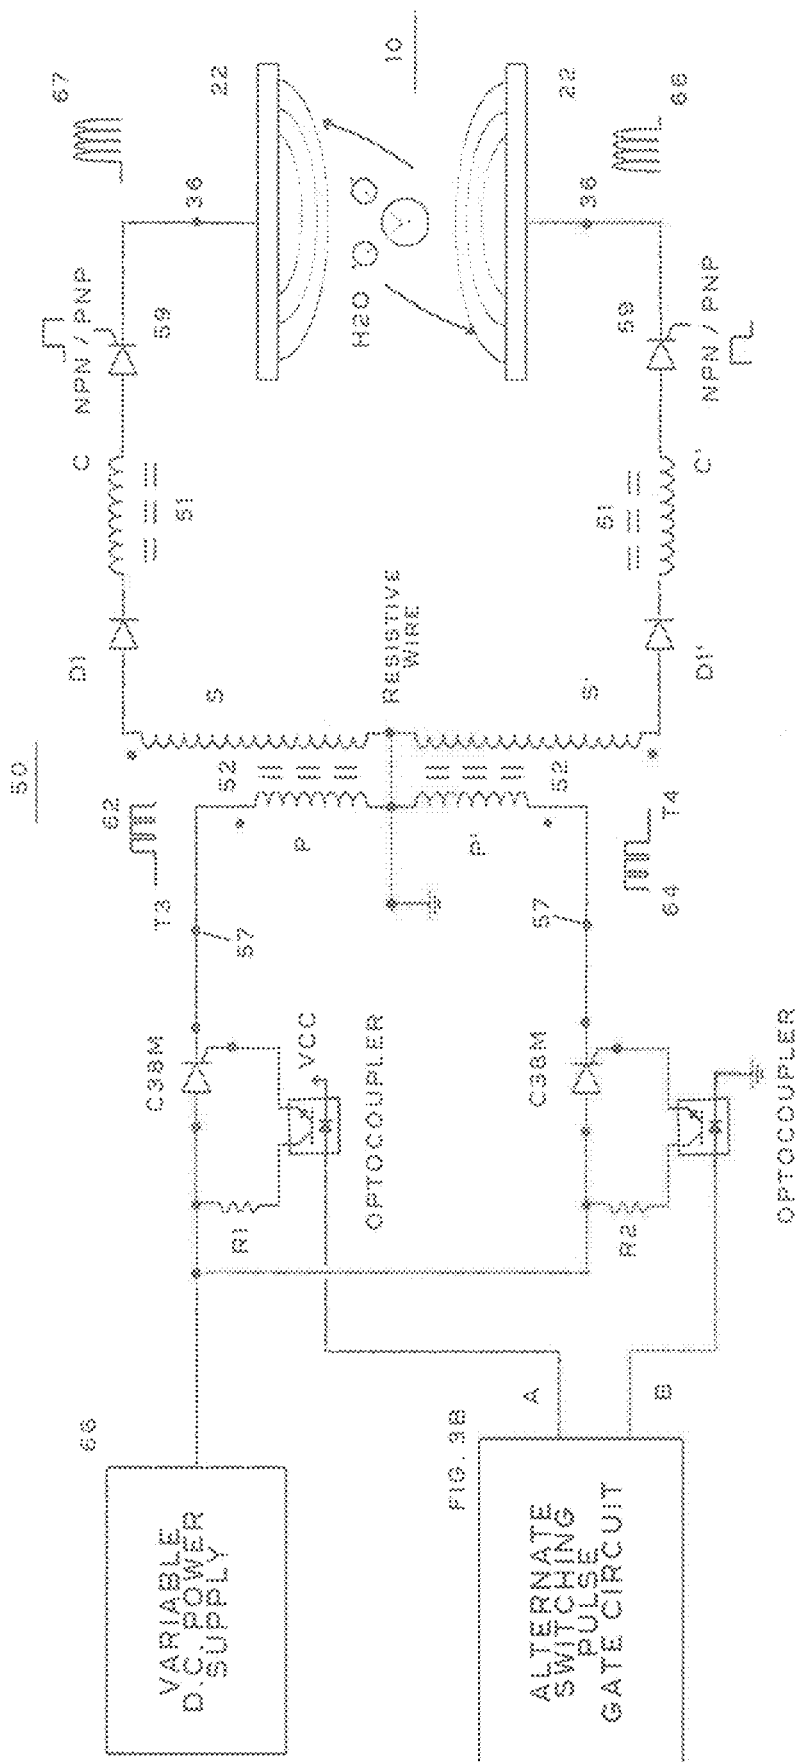 50
67
66
T3
62
D1
C
NPN / PNP
59
36
22
C38M
57
52
S
51
VARIABLE
D.C. POWER
SUPPLY
R1
VCC
P
OPTOCOUPLER
RESISTIVE
WIRE
H2O
10
FIG. 3B
A
B
ALTERNATE
SWITCHING
PULSE
GATE CIRCUIT
C38M
57
P'
52
S'
51
22
36
R2
64
T4
59
D1'
C'
NPN / PNP
68
OPTOCOUPLER